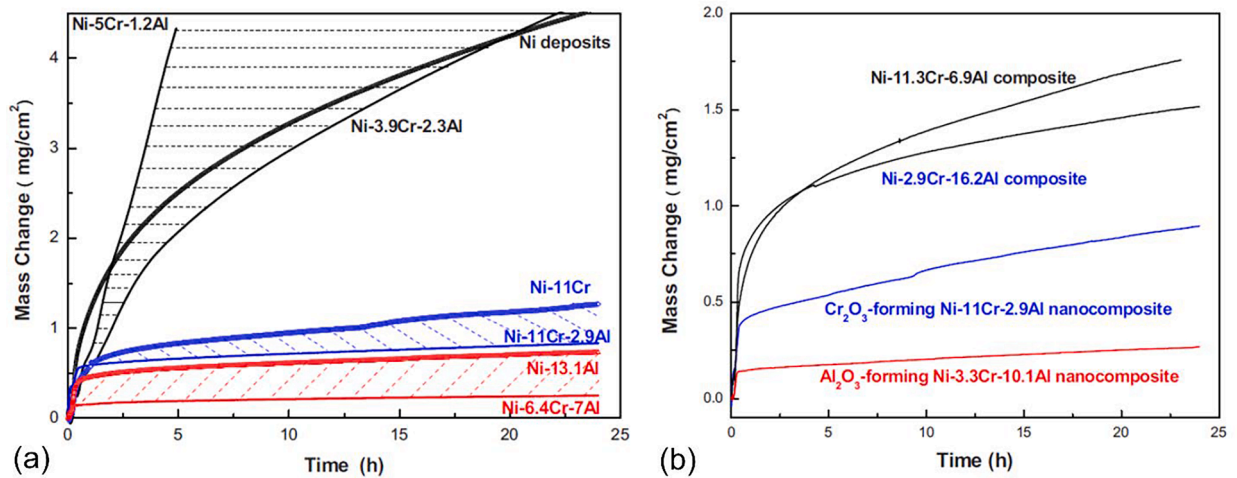 Ni-5Cr-1.2Al
Ni deposits
Ni-3.9Cr-2.3Al
Ni-11Cr
Ni-11Cr-2.9Al
Ni-13.1Al
Ni-6.4Cr-7Al
Mass Change ( mg/cm²)
4
3
2
1
0
0 5 10 15 20 25
Time (h)
(a)
Ni-11.3Cr-6.9Al composite
Ni-2.9Cr-16.2Al composite
Cr₂O₃-forming Ni-11Cr-2.9Al nanocomposite
Al₂O₃-forming Ni-3.3Cr-10.1Al nanocomposite
Mass Change ( mg/cm²)
2.0
1.5
1.0
0.5
0.0
0 5 10 15 20 25
Time (h)
(b)